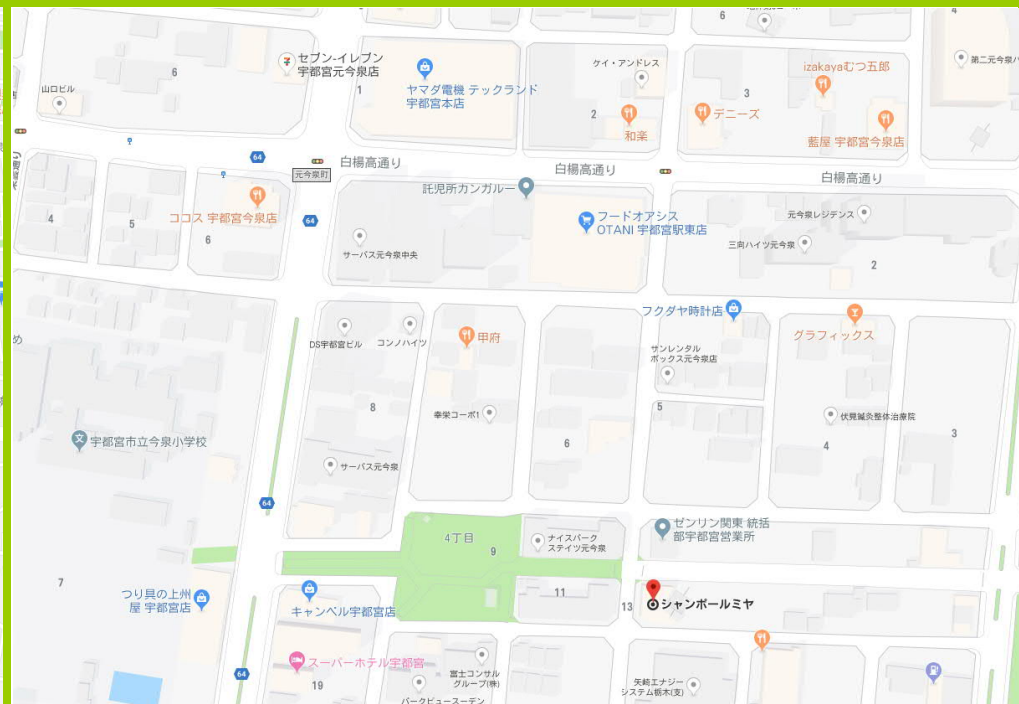 6
4
セブン-イレブン
宇都宮元今泉店
山口ビル
6
1
ヤマダ電機 テックランド
宇都宮本店
ケイ・アンドレス
2
和楽
3
デニーズ
izakayaむつ五郎
藍屋 宇都宮今泉店
64
元今泉町
白楊高通り
白楊高通り
白楊高通り
4
5
6
ココス 宇都宮今泉店
64
託児所カンガルー
サーパス元今泉中央
フードオアシス
OTANI 宇都宮駅東店
元今泉レジデンス
三向ハイツ元今泉
2
め
DS宇都宮ビル
コンノハイツ
甲府
フクダヤ時計店
グラフィックス
サンレンタル
ボックス元今泉店
8
幸栄コーポ1
5
伏見鍼灸整体治療院
宇都宮市立今泉小学校
6
4
3
サーパス元今泉
64
4丁目
9
ナイスパーク
ステイツ元今泉
ゼンリン関東 統括
部宇都宮営業所
7
つり具の上州
屋 宇都宮店
キャンベル宇都宮店
11
13
シャンボールミヤ
スーパーホテル宇都宮
64
19
富士コンサル
グループ(株)
パークビュースーデン
矢崎エナジー
システム栃木(支)